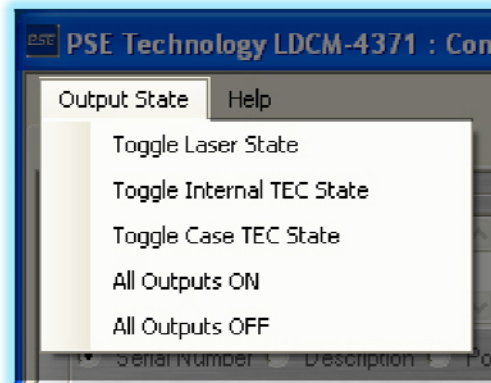 PSE PSE Technology LDCM-4371 : Con
Output State Help
Toggle Laser State
Toggle Internal TEC State
Toggle Case TEC State
All Outputs ON
All Outputs OFF
Serial Number Description Po